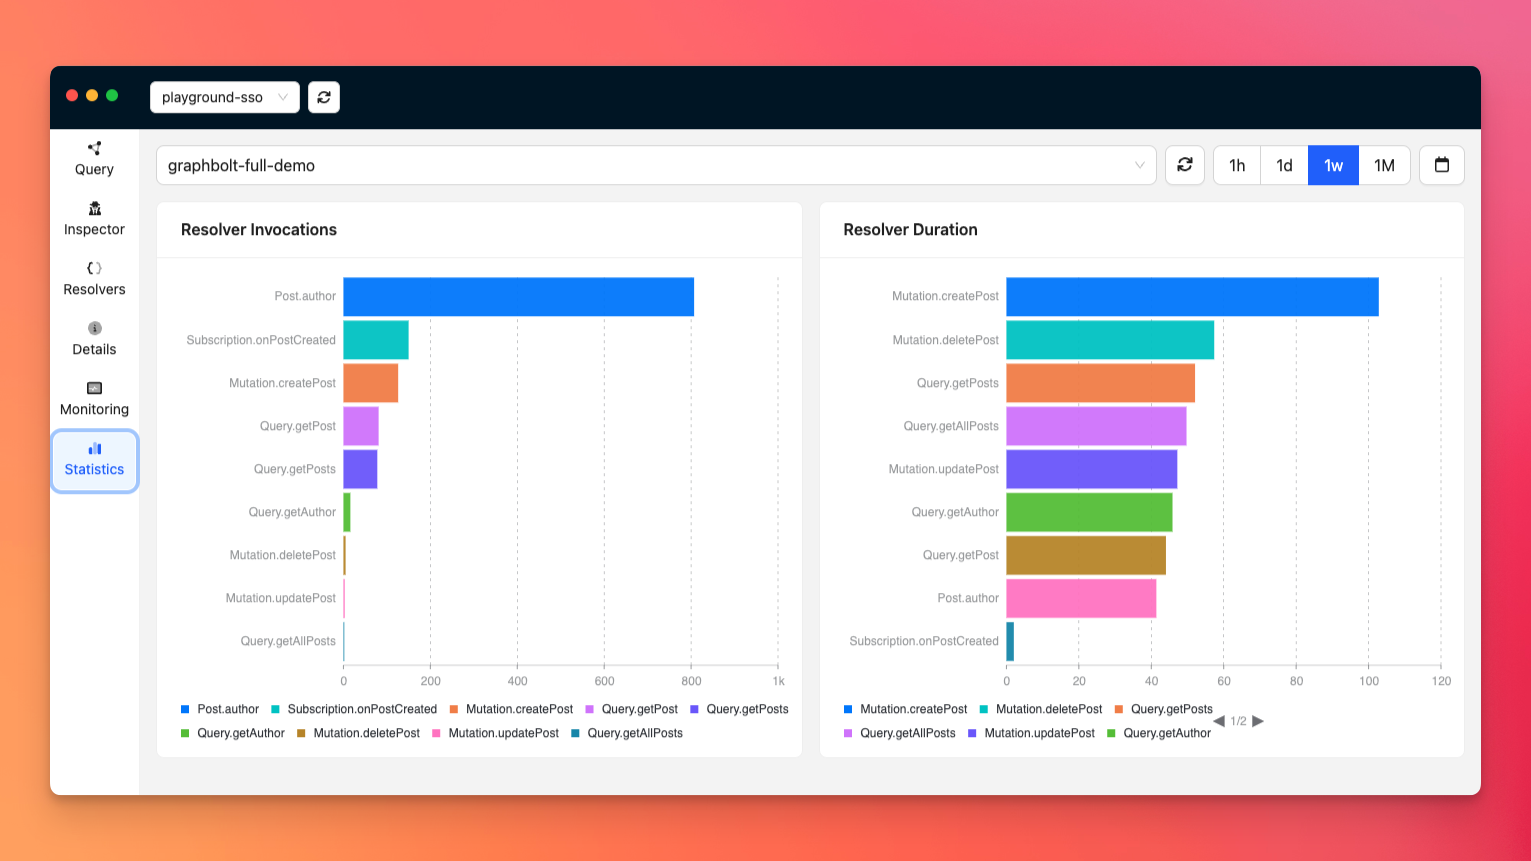 playground-sso
Query
Inspector
Resolvers
Details
Monitoring
Statistics
graphbolt-full-demo
1h 1d 1w 1M
Resolver Invocations
Post.author
Subscription.onPostCreated
Mutation.createPost
Query.getPost
Query.getPosts
Query.getAuthor
Mutation.deletePost
Mutation.updatePost
Query.getAllPosts
0 200 400 600 800 1k
Post.author Subscription.onPostCreated Mutation.createPost Query.getPost Query.getPosts
Query.getAuthor Mutation.deletePost Mutation.updatePost Query.getAllPosts
Resolver Duration
Mutation.createPost
Mutation.deletePost
Query.getPosts
Query.getAllPosts
Mutation.updatePost
Query.getAuthor
Query.getPost
Post.author
Subscription.onPostCreated
0 20 40 60 80 100 120
Mutation.createPost Mutation.deletePost Query.getPosts
1/2
Query.getAllPosts Mutation.updatePost Query.getAuthor